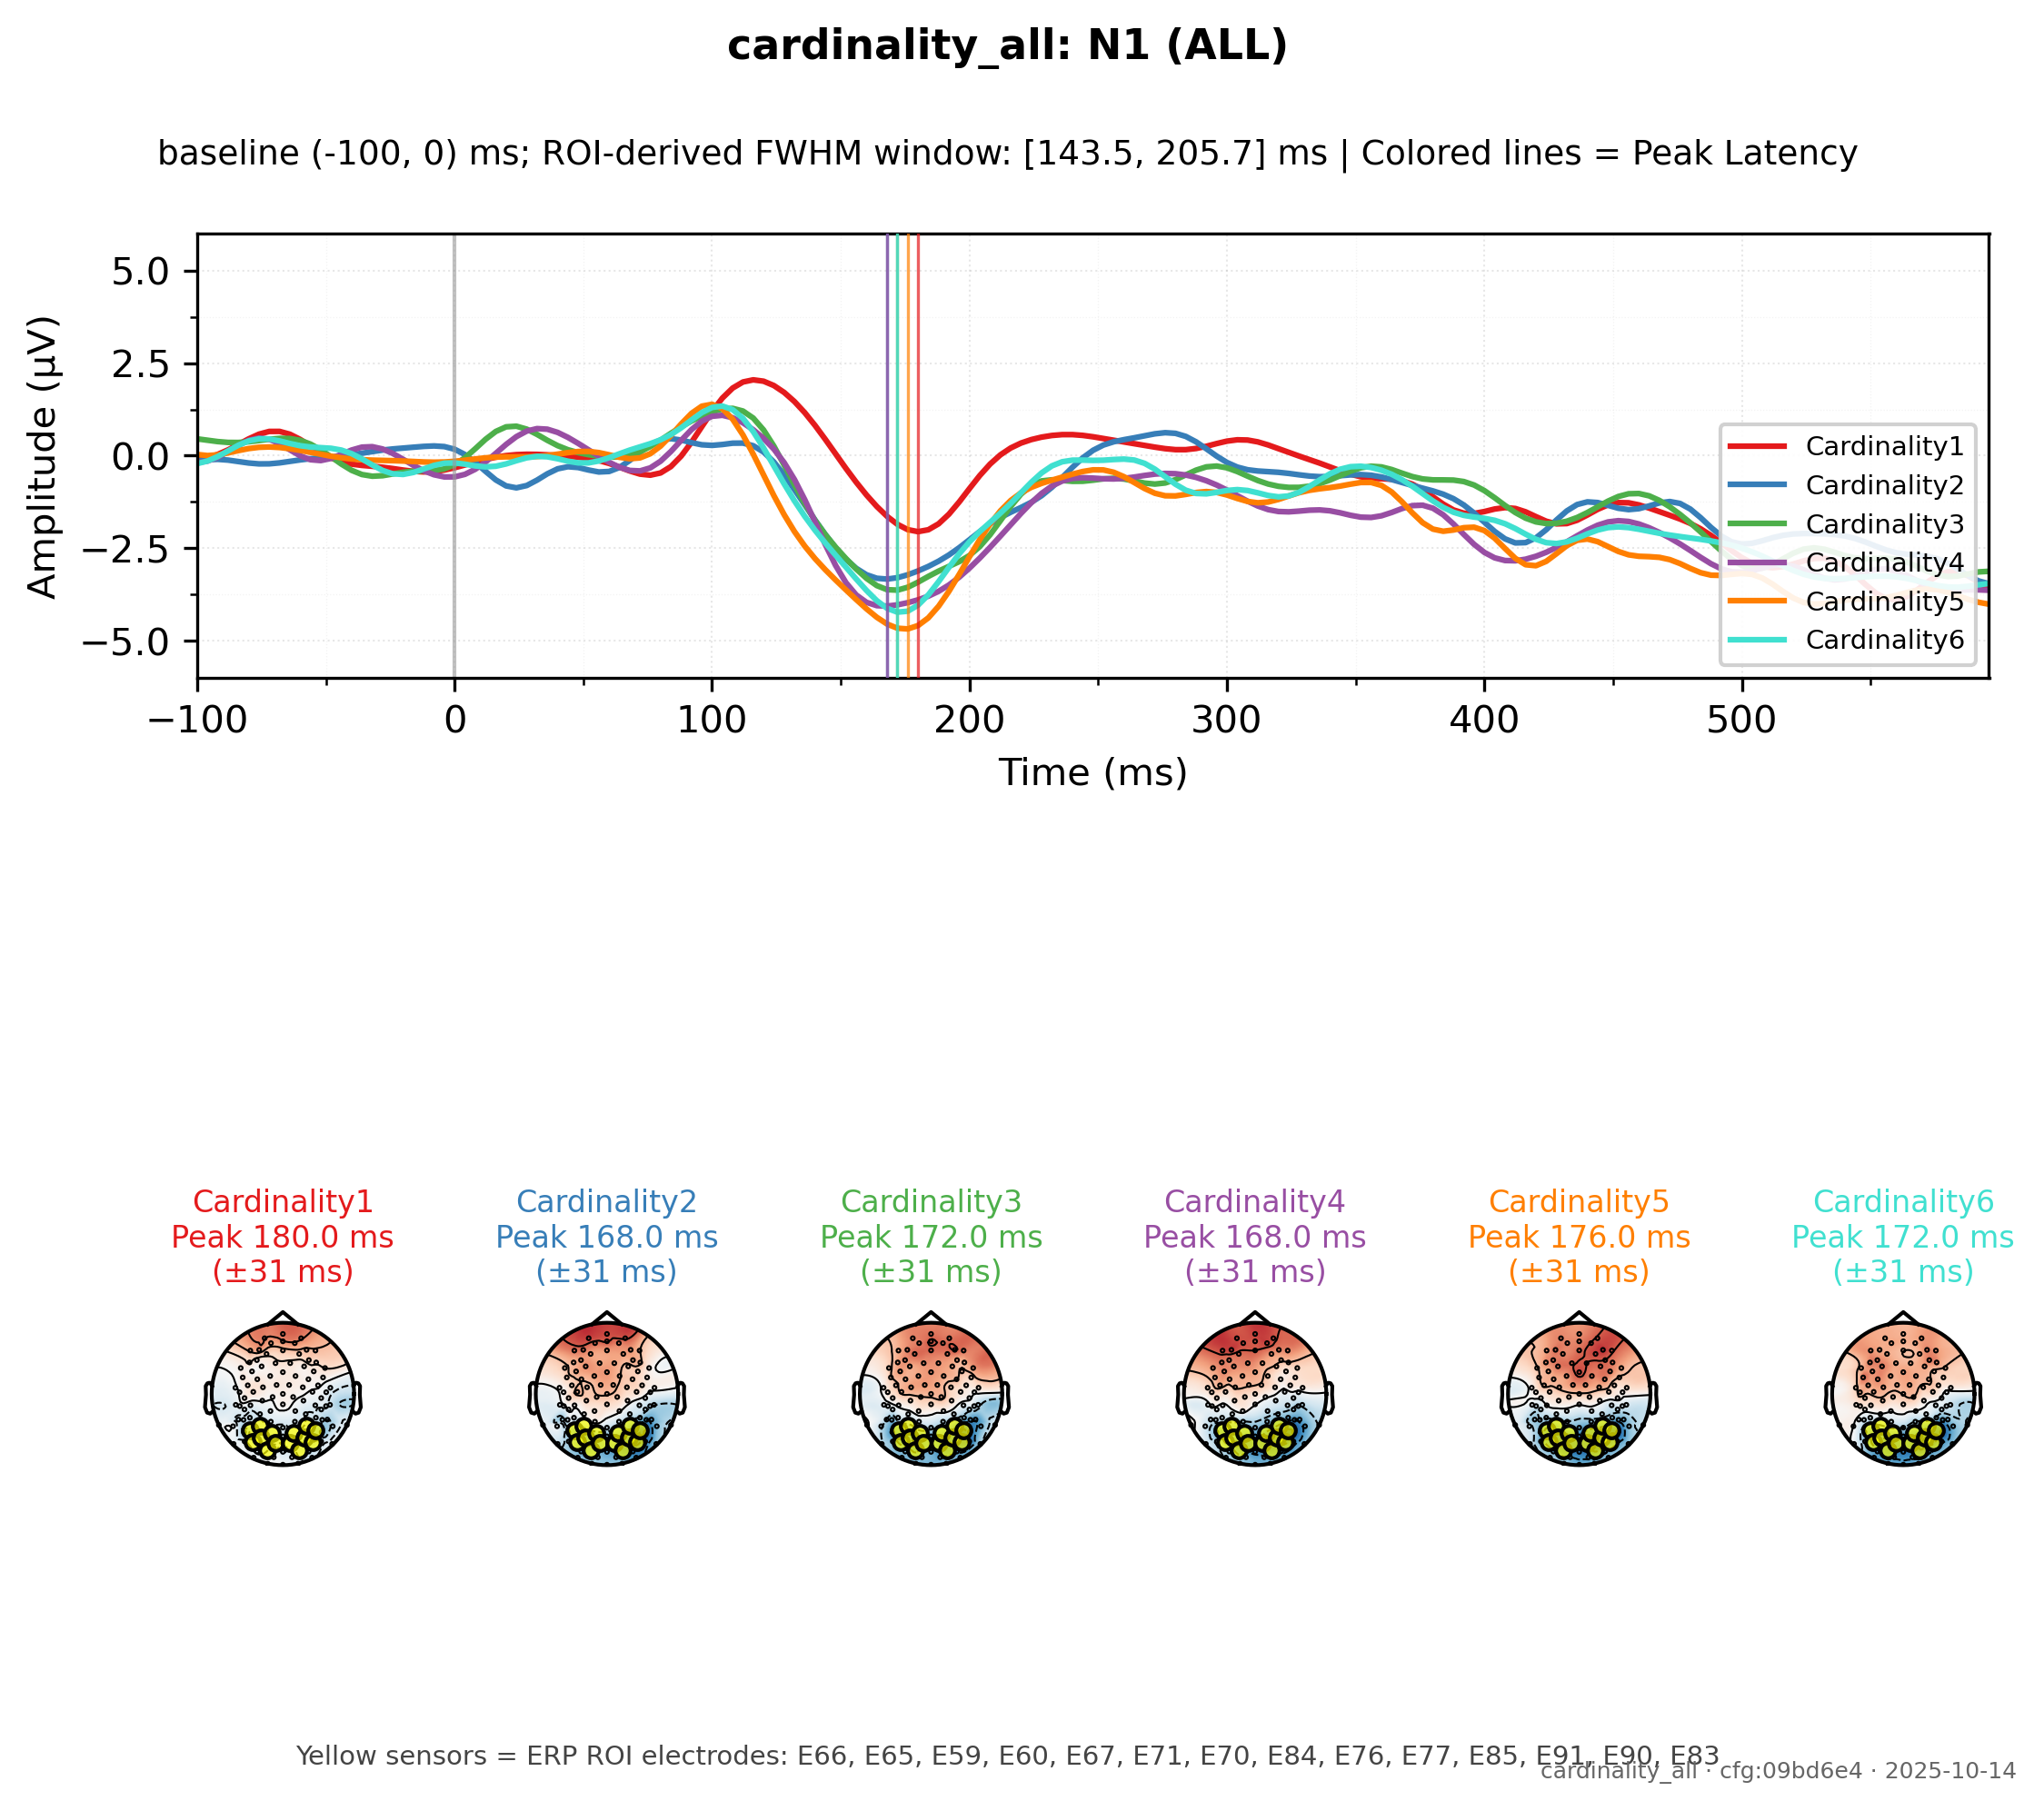 cardinality_all: N1 (ALL)
baseline (-100, 0) ms; ROI-derived FWHM window: [143.5, 205.7] ms | Colored lines = Peak Latency
Amplitude (µV)
5.0
2.5
0.0
−2.5
−5.0
Cardinality1
Cardinality2
Cardinality3
Cardinality4
Cardinality5
Cardinality6
−100
0
100
200
300
400
500
Time (ms)
Cardinality1
Peak 180.0 ms
(±31 ms)
Cardinality2
Peak 168.0 ms
(±31 ms)
Cardinality3
Peak 172.0 ms
(±31 ms)
Cardinality4
Peak 168.0 ms
(±31 ms)
Cardinality5
Peak 176.0 ms
(±31 ms)
Cardinality6
Peak 172.0 ms
(±31 ms)
Yellow sensors = ERP ROI electrodes: E66, E65, E59, E60, E67, E71, E70, E84, E76, E77, E85, E91, E90, E83
cardinality_all · cfg:09bd6e4 · 2025-10-14